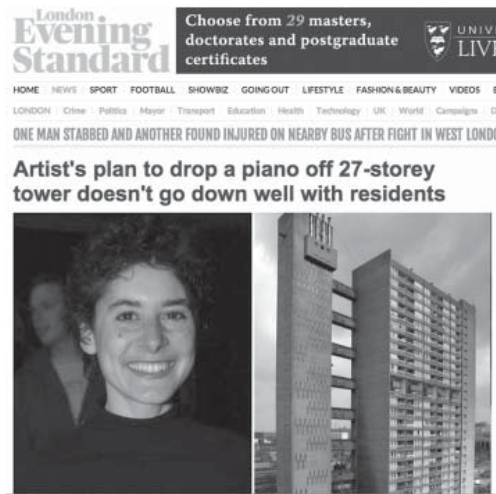 London
Evening
Standard
Choose from 29 masters,
doctorates and postgraduate
certificates
HOME NEWS SPORT FOOTBALL SHOWBIZ GOING OUT LIFESTYLE FASHION & BEAUTY VIDEOS
LONDON Crime Politics Mayor Transport Education Health Technology UK World Campaigns
ONE MAN STABBED AND ANOTHER FOUND INJURED ON NEARBY BUS AFTER FIGHT IN WEST
Artist's plan to drop a piano off 27-storey
tower doesn't go down well with residents